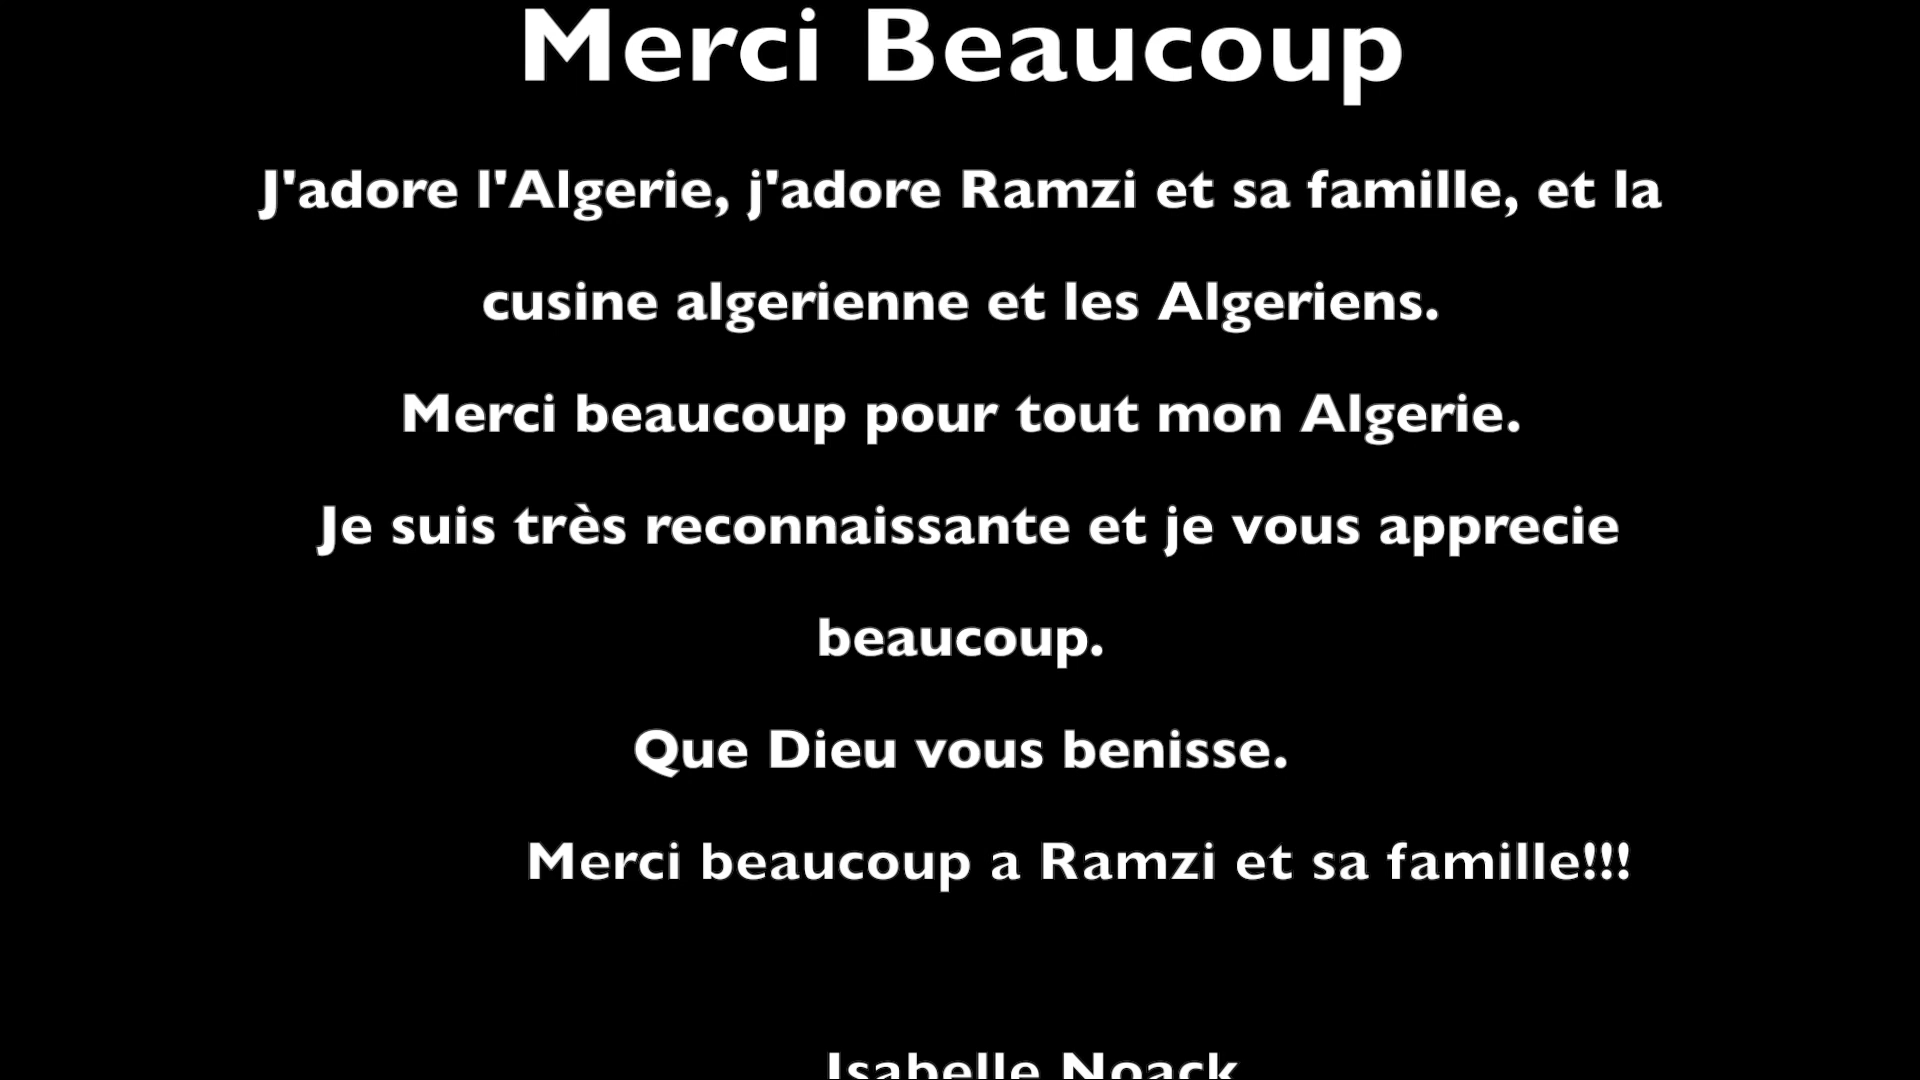 Merci Beaucoup
J'adore l'Algerie, j'adore Ramzi et sa famille, et la
cusine algerienne et les Algeriens.
Merci beaucoup pour tout mon Algerie.
Je suis très reconnaissante et je vous apprecie
beaucoup.
Que Dieu vous benisse.
Merci beaucoup a Ramzi et sa famille!!!
Isabelle Noack